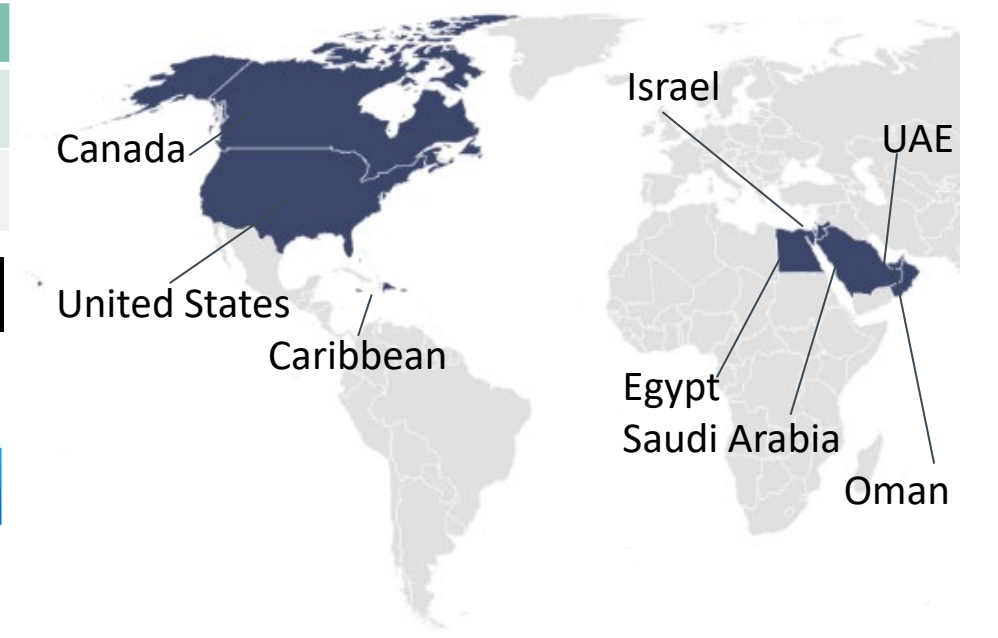 Israel
UAE
Canada
United States
Caribbean
Egypt
Saudi Arabia
Oman